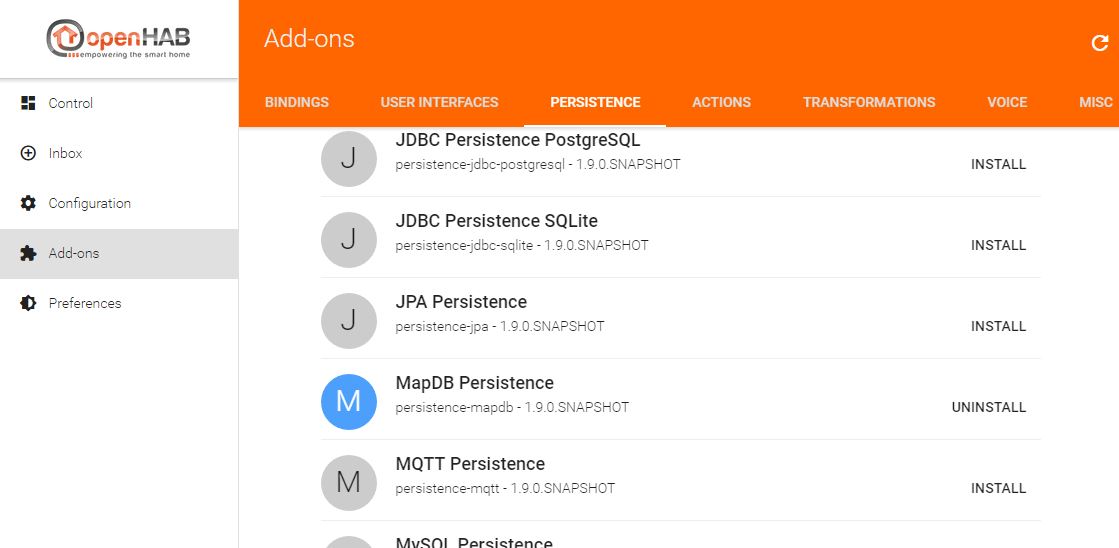 openHAB
empowering the smart home
Control
Inbox
Configuration
Add-ons
Preferences
Add-ons
BINDINGS USER INTERFACES PERSISTENCE ACTIONS TRANSFORMATIONS VOICE MISC
J
JDBC Persistence PostgreSQL
persistence-jdbc-postgresql - 1.9.0.SNAPSHOT
INSTALL
J
JDBC Persistence SQLite
persistence-jdbc-sqlite - 1.9.0.SNAPSHOT
INSTALL
J
JPA Persistence
persistence-jpa - 1.9.0.SNAPSHOT
INSTALL
M
MapDB Persistence
persistence-mapdb - 1.9.0.SNAPSHOT
UNINSTALL
M
MQTT Persistence
persistence-mqtt - 1.9.0.SNAPSHOT
INSTALL
MySQL Persistence